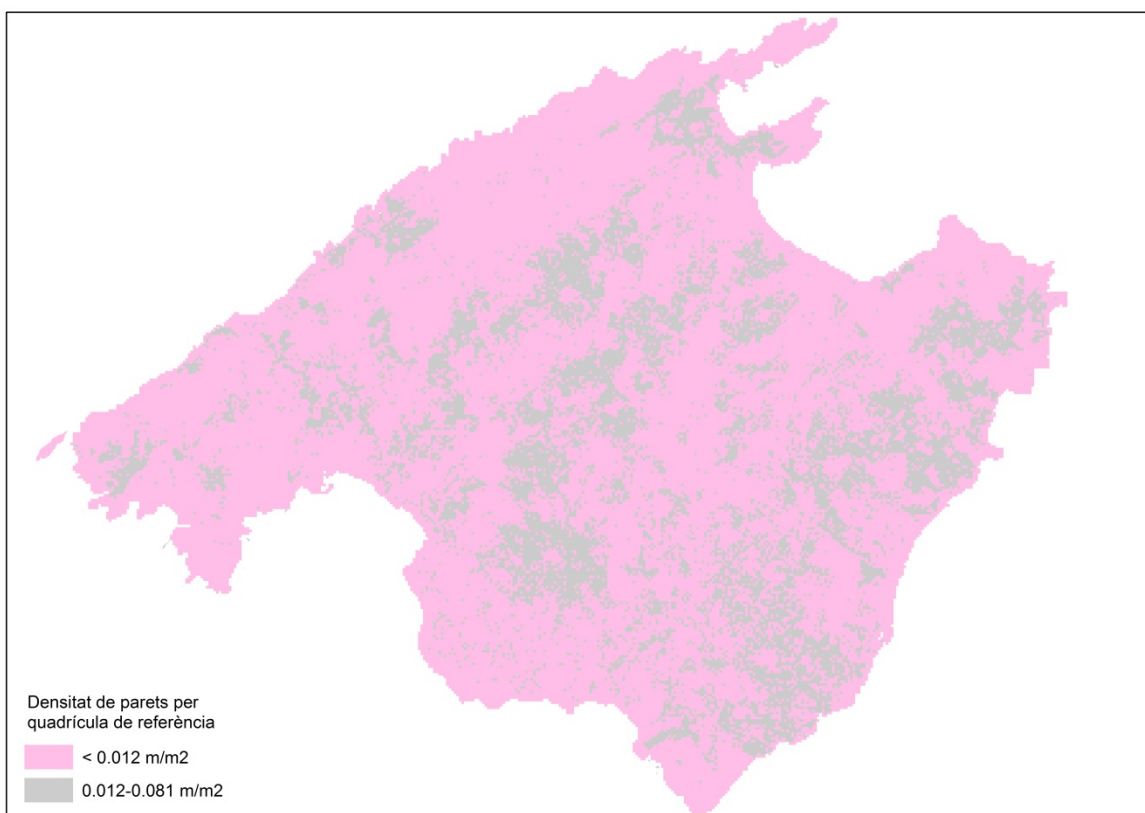 Densitat de parets per
quadrícula de referència
< 0.012 m/m2
0.012-0.081 m/m2